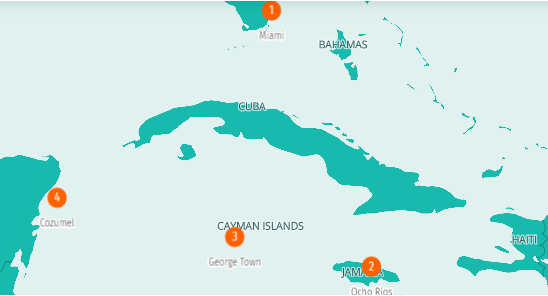 1
Miami
BAHAMAS
CUBA
4
Cozumel
CAYMAN ISLANDS
3
George Town
HAITI
JAMAICA
2
Ocho Rios